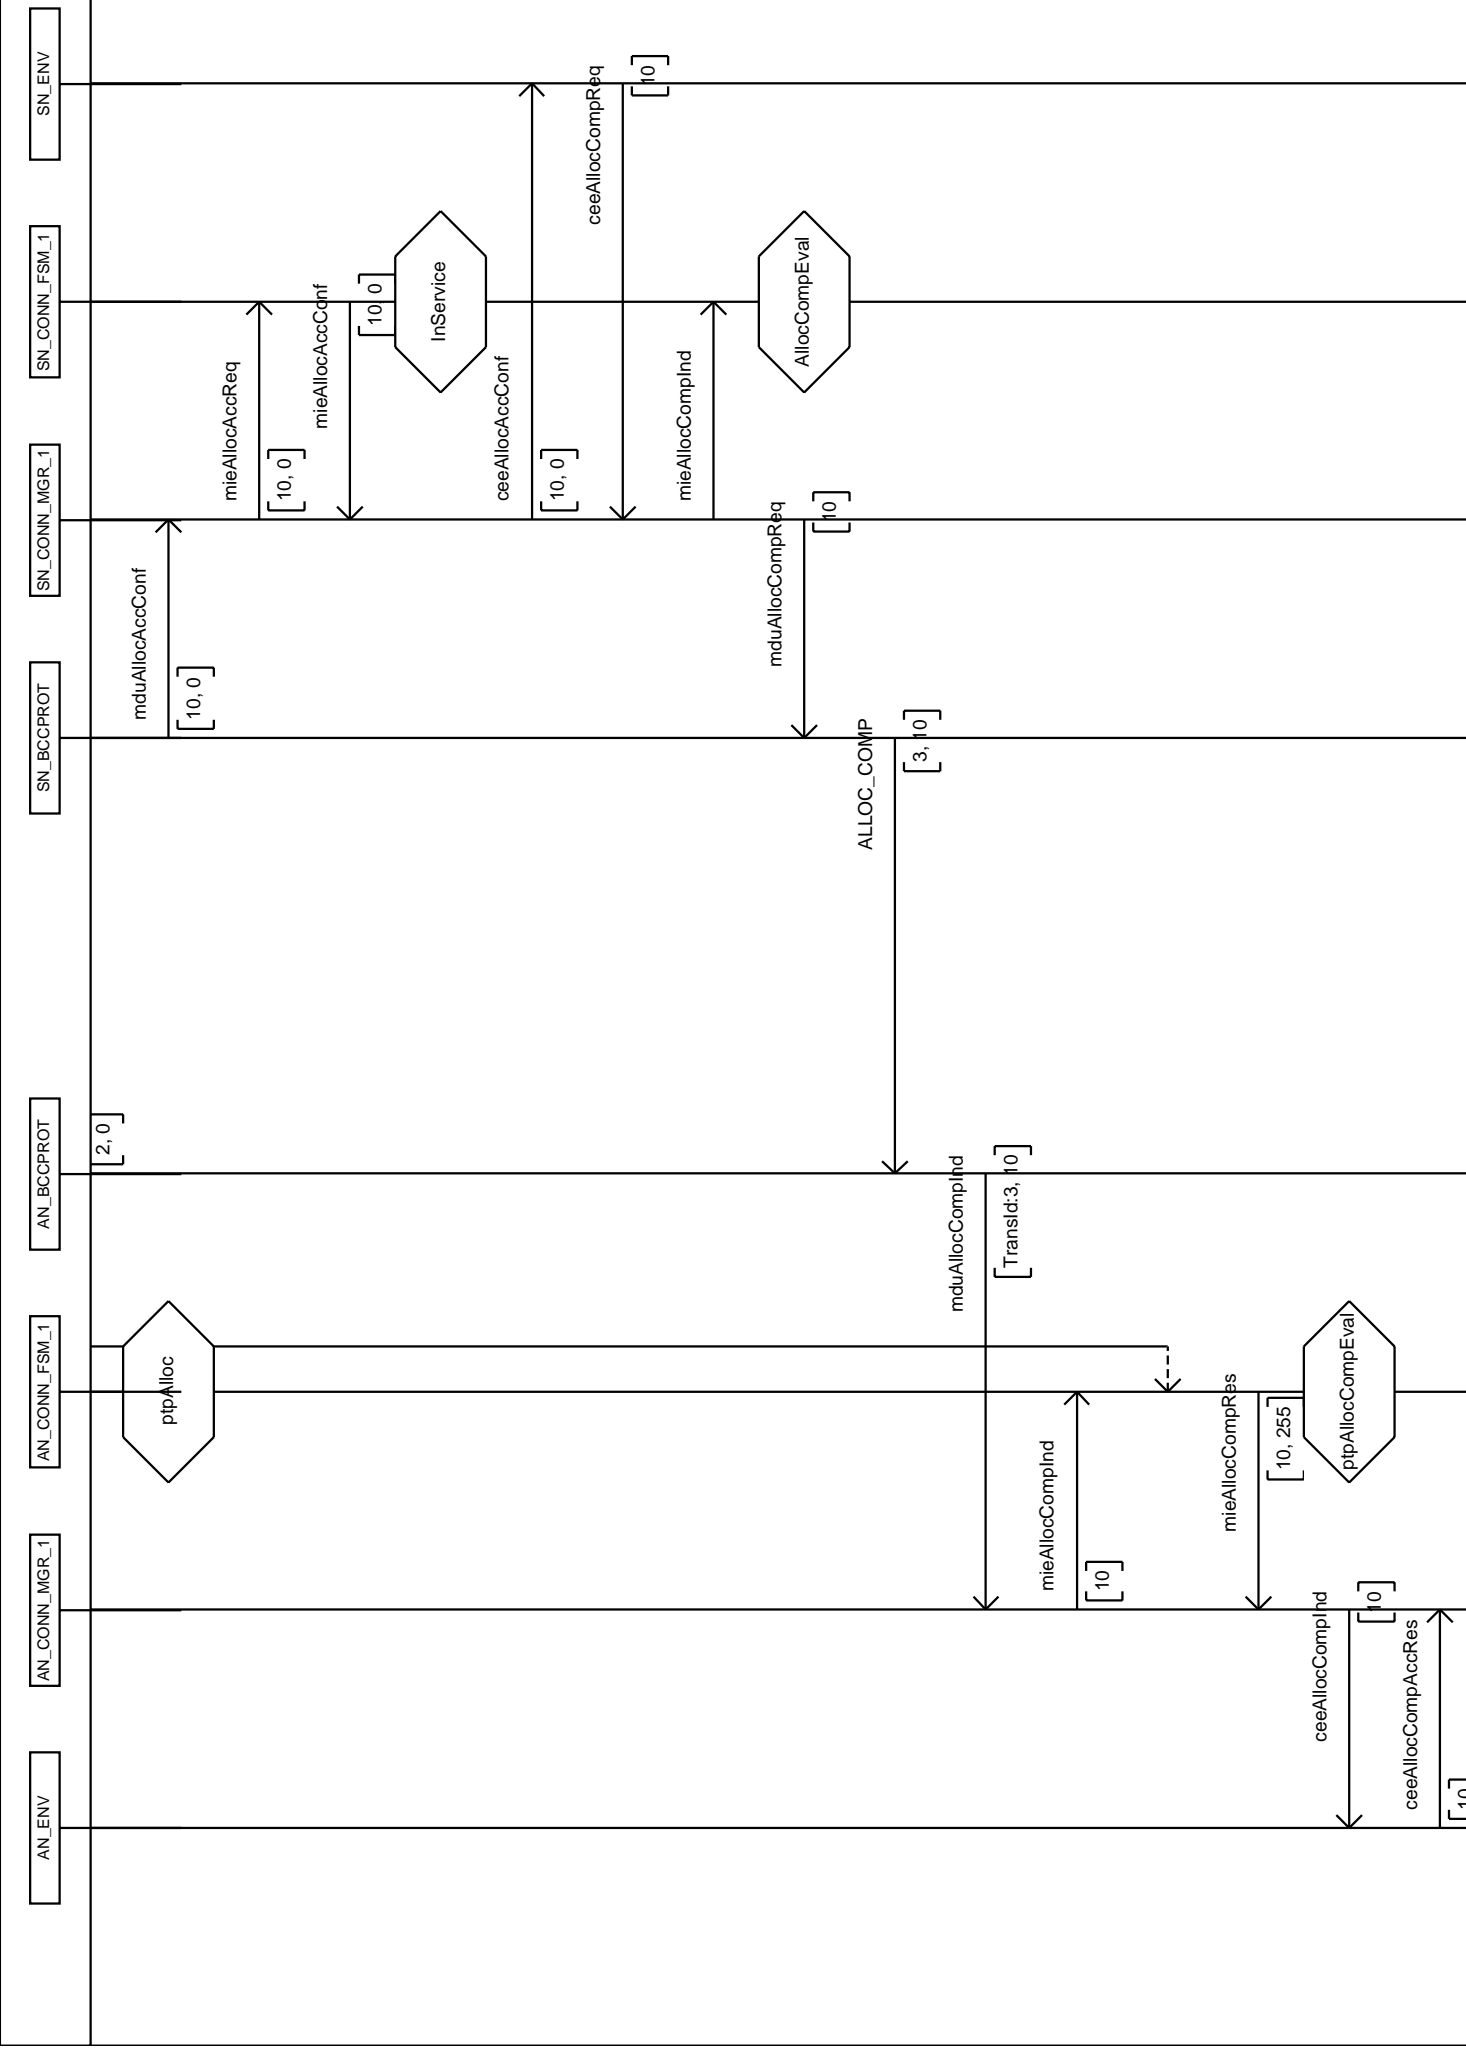 AN_ENV
AN_CONN_MGR_1
AN_CONN_FSM_1
AN_BCCPROT
SN_BCCPROT
SN_CONN_MGR_1
SN_CONN_FSM_1
SN_ENV
2, 0
ptpAlloc
mduAllocAccConf
10, 0
mieAllocAccReq
10, 0
mieAllocAccConf
10, 0
InService
ceeAllocAccConf
10, 0
ceeAllocCompReq
10
mieAllocCompInd
mduAllocCompReq
10
AllocCompEval
ALLOC_COMP
3, 10
mduAllocCompInd
TransId:3, 10
mieAllocCompInd
10
mieAllocCompRes
10, 255
ptpAllocCompEval
ceeAllocCompInd
10
ceeAllocCompAccRes
10